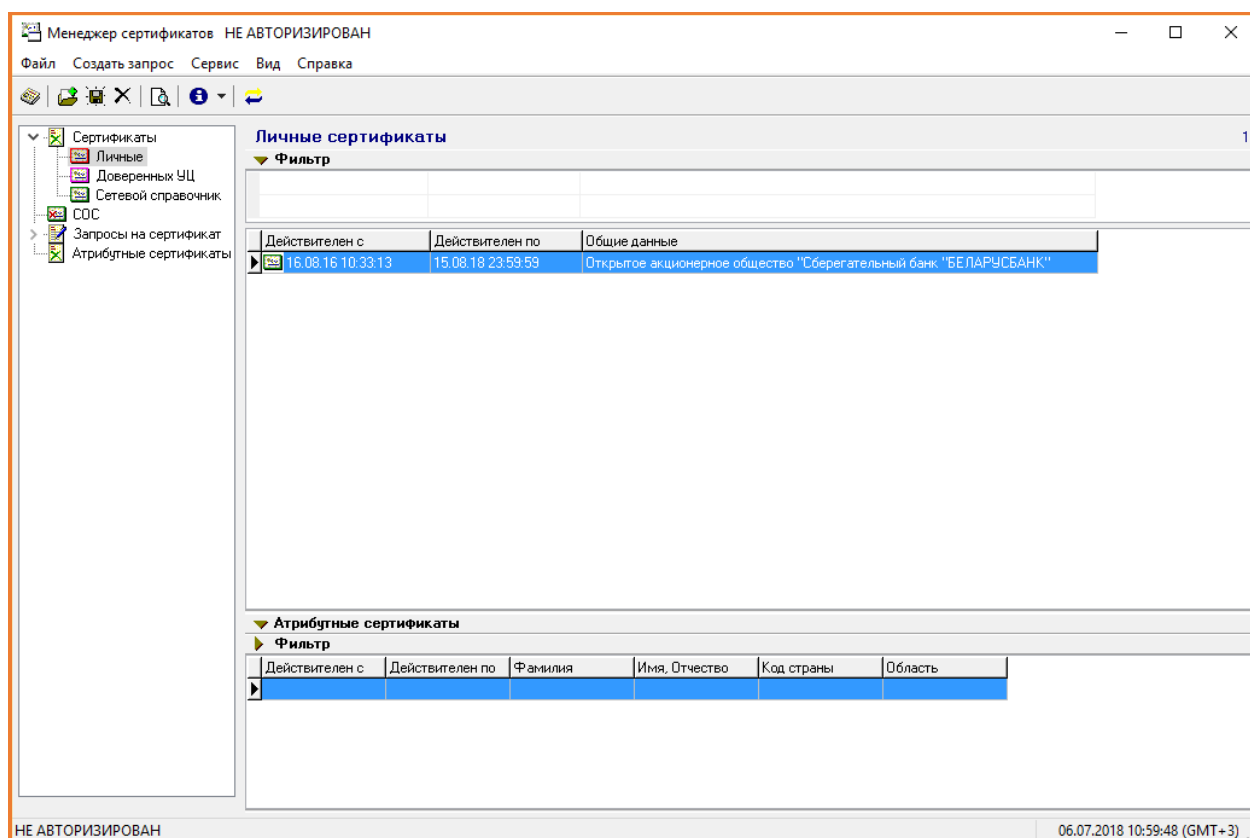 Менеджер сертификатов НЕ АВТОРИЗИРОВАН
Файл Создать запрос Сервис Вид Справка
Сертификаты
Личные
Доверенных УЦ
Сетевой справочник
СОС
Запросы на сертификат
Атрибутные сертификаты
Личные сертификаты 1
Фильтр
Действителен с Действителен по Общие данные
16.08.16 10:33:13 15.08.18 23:59:59 Открытое акционерное общество "Сберегательный банк "БЕЛАРУСБАНК"
Атрибутные сертификаты
Фильтр
Действителен с Действителен по Фамилия Имя, Отчество Код страны Область
НЕ АВТОРИЗИРОВАН 06.07.2018 10:59:48 (GMT+3)